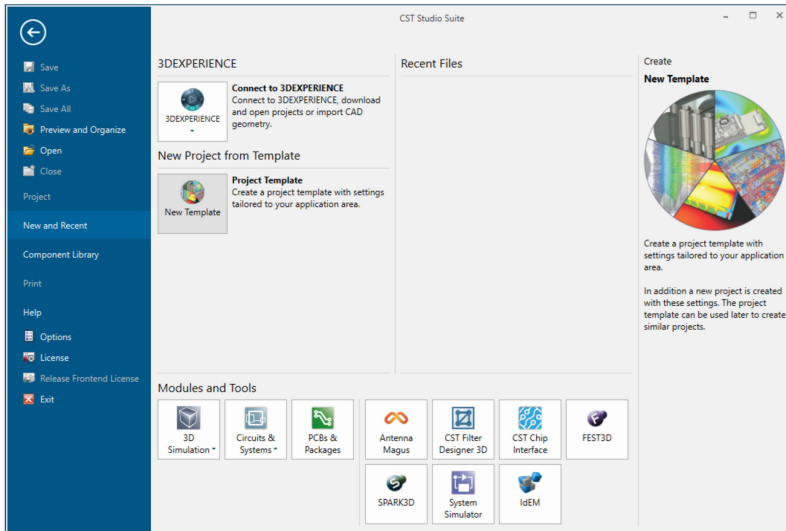 CST Studio Suite
Save
Save As
Save All
Preview and Organize
Open
Close
Project
New and Recent
Component Library
Print
Help
Options
License
Release Frontend License
Exit
3DEXPERIENCE
3DEXPERIENCE
Connect to 3DEXPERIENCE
Connect to 3DEXPERIENCE, download
and open projects or import CAD
geometry.
New Project from Template
New Template
Project Template
Create a project template with settings
tailored to your application area.
Recent Files
Modules and Tools
3D
Simulation
Circuits &
Systems
PCBs &
Packages
Antenna
Magus
CST Filter
Designer 3D
CST Chip
Interface
FEST3D
SPARK3D
System
Simulator
IdEM
Create
New Template
Create a project template with
settings tailored to your application
area.
In addition a new project is created
with these settings. The project
template can be used later to create
similar projects.